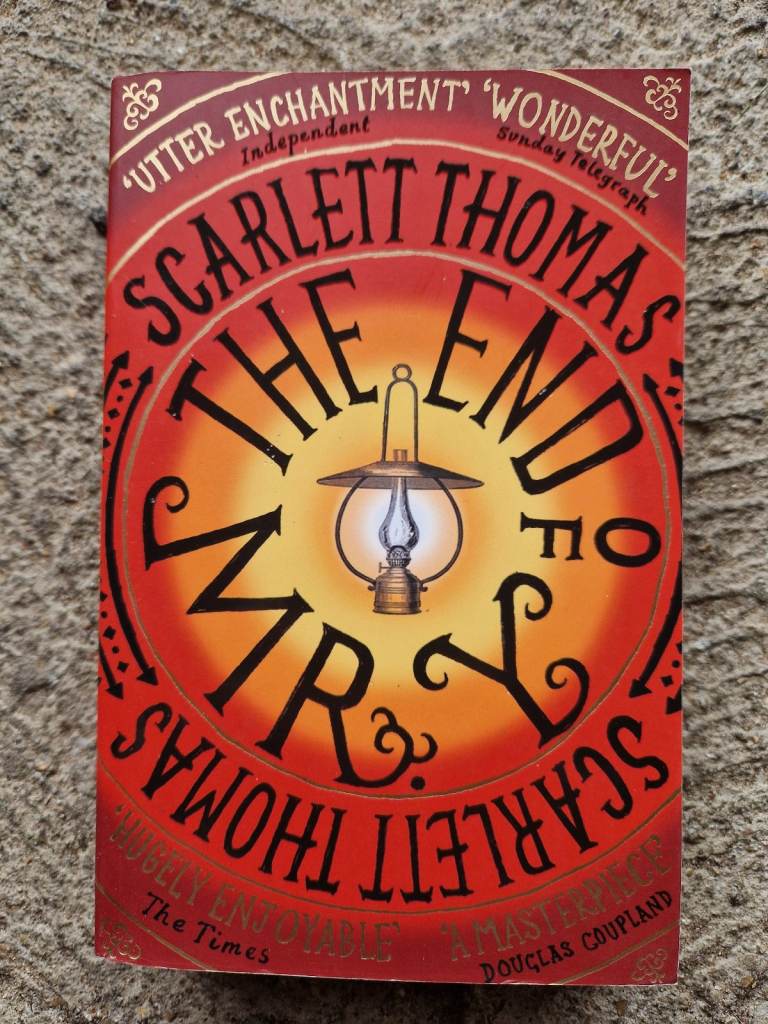 ‘UTTER ENCHANTMENT’ ‘WONDERFUL’
Independent Sunday Telegraph
SCARLETT THOMAS
THE END
OF
MR. Y
SCARLETT THOMAS
‘HUGELY ENJOYABLE’ ‘A MASTERPIECE’
The Times DOUGLAS COUPLAND